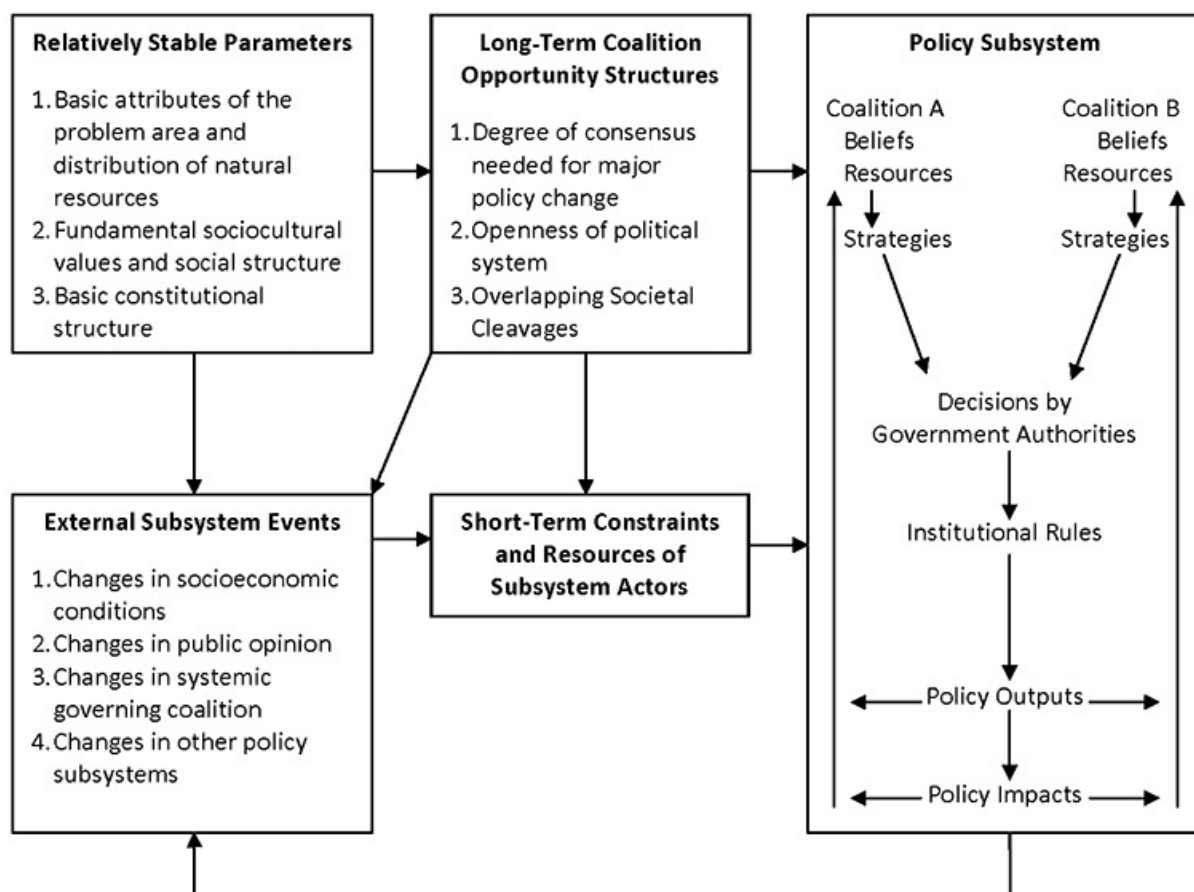 Relatively Stable Parameters
1. Basic attributes of the
problem area and
distribution of natural
resources
2. Fundamental sociocultural
values and social structure
3. Basic constitutional
structure
Long-Term Coalition
Opportunity Structures
1. Degree of consensus
needed for major
policy change
2. Openness of political
system
3. Overlapping Societal
Cleavages
External Subsystem Events
1. Changes in socioeconomic
conditions
2. Changes in public opinion
3. Changes in systemic
governing coalition
4. Changes in other policy
subsystems
Short-Term Constraints
and Resources of
Subsystem Actors
Policy Subsystem
Coalition A
Beliefs
Resources
Strategies
Coalition B
Beliefs
Resources
Strategies
Decisions by
Government Authorities
Institutional Rules
Policy Outputs
Policy Impacts